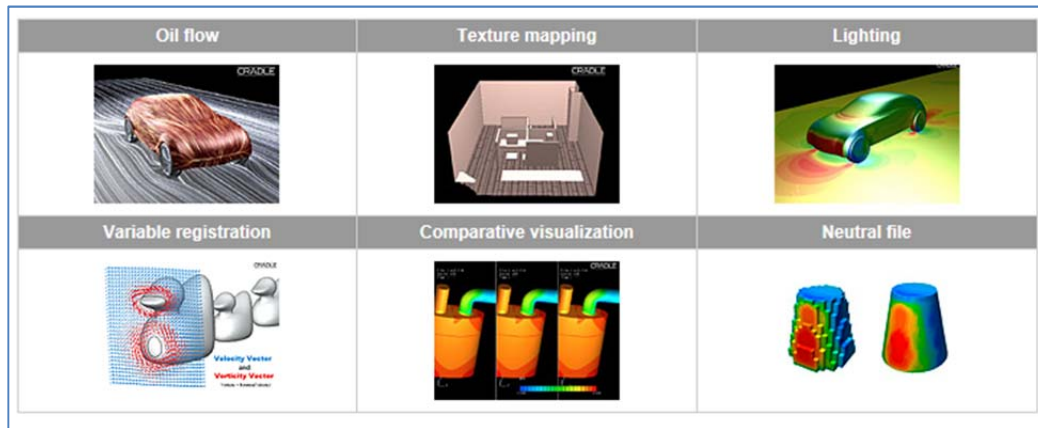 Oil flow
Texture mapping
Lighting
CRADLE
CRADLE
CRADLE
Variable registration
Comparative visualization
Neutral file
CRADLE
CRADLE
Velocity Vector
and
Vorticity Vector